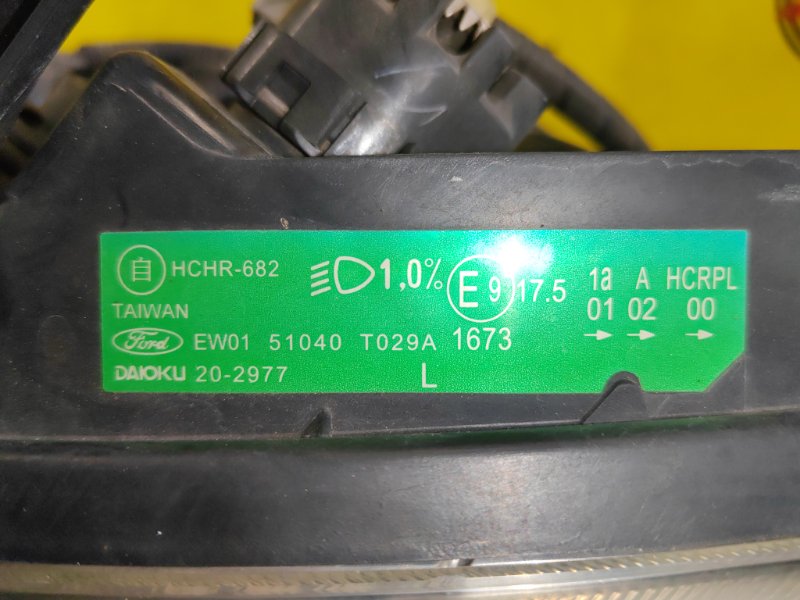 自 HCHR-682 1,0% E9 17.5 1a A HCRPL
01 02 00
TAIWAN
Ford EW01 51040 T029A 1673
DAIOKU 20-2977 L